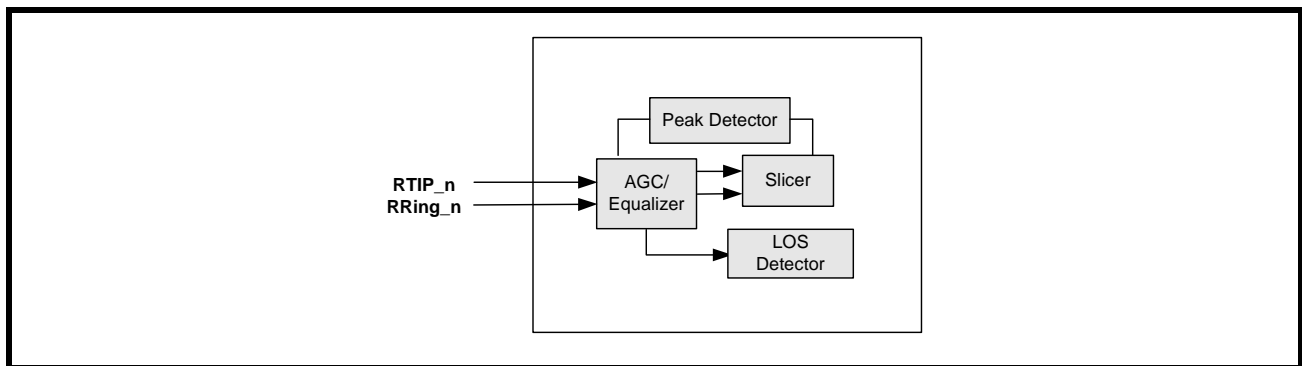 Peak Detector
RTIP_n
RRing_n
AGC/
Equalizer
Slicer
LOS
Detector